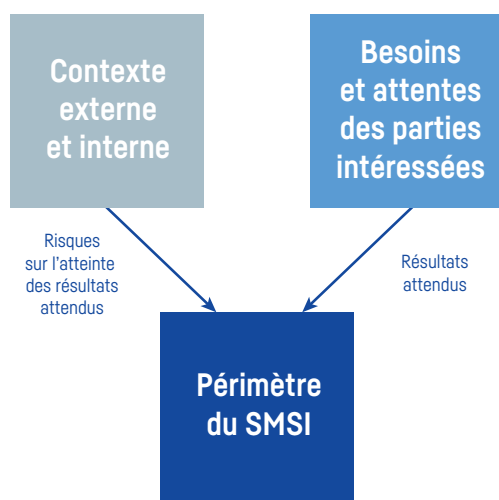 Contexte
externe
et interne
Besoins
et attentes
des parties
intéressées
Risques
sur l'atteinte
des résultats
attendus
Résultats
attendus
Périmètre
du SMSI